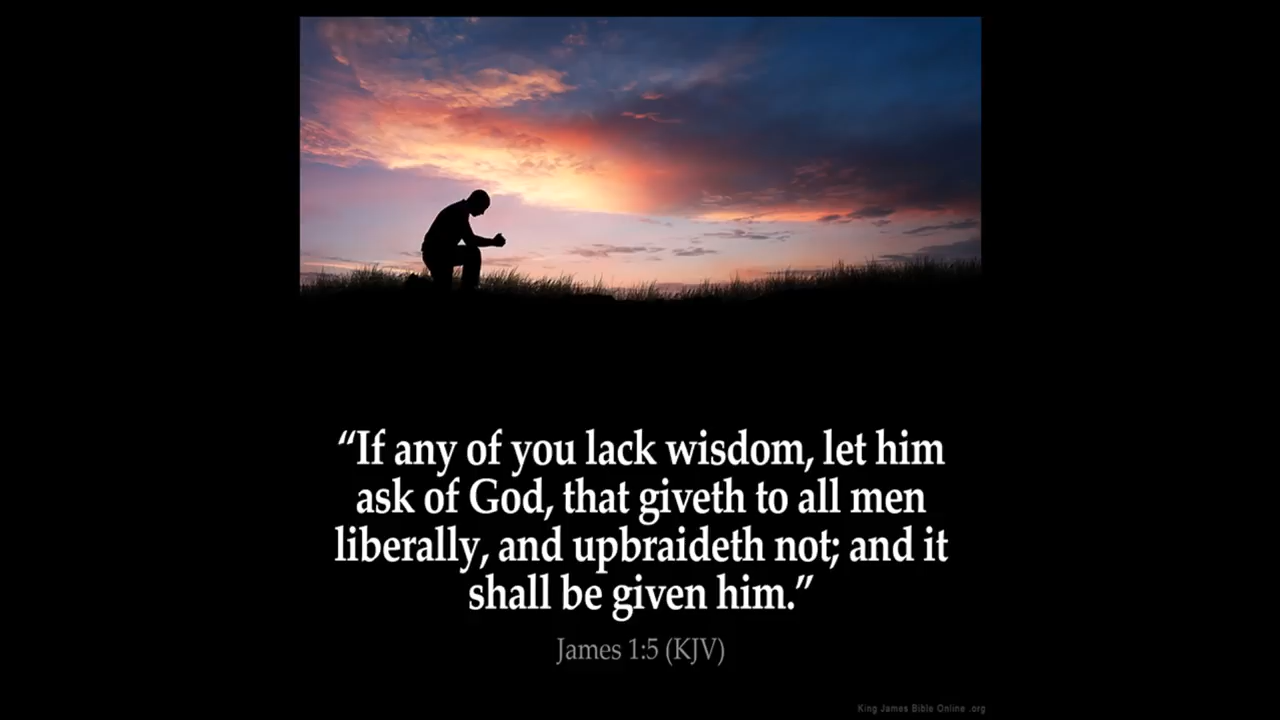 “If any of you lack wisdom, let him
ask of God, that giveth to all men
liberally, and upbraideth not; and it
shall be given him.”
James 1:5 (KJV)
King James Bible Online .org